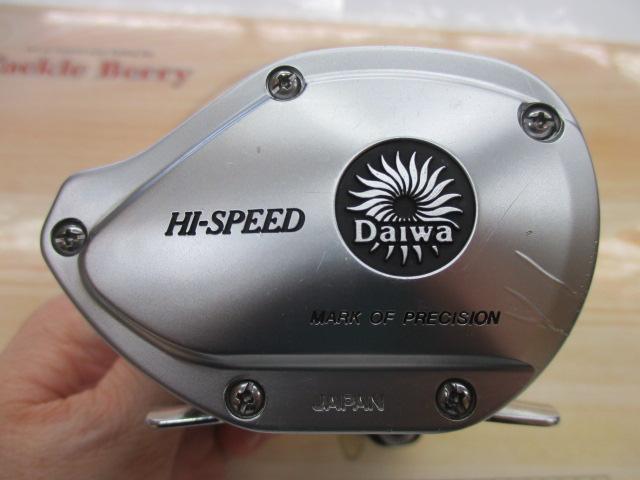 Tackle Berry
HI-SPEED
Daiwa
MARK OF PRECISION
JAPAN